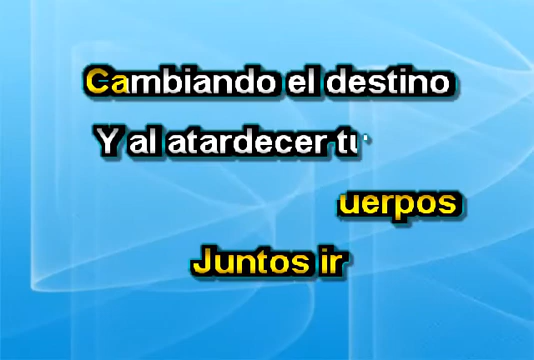 Cambiando el destino
Y al atardecer tu
uerpos
Juntos ir